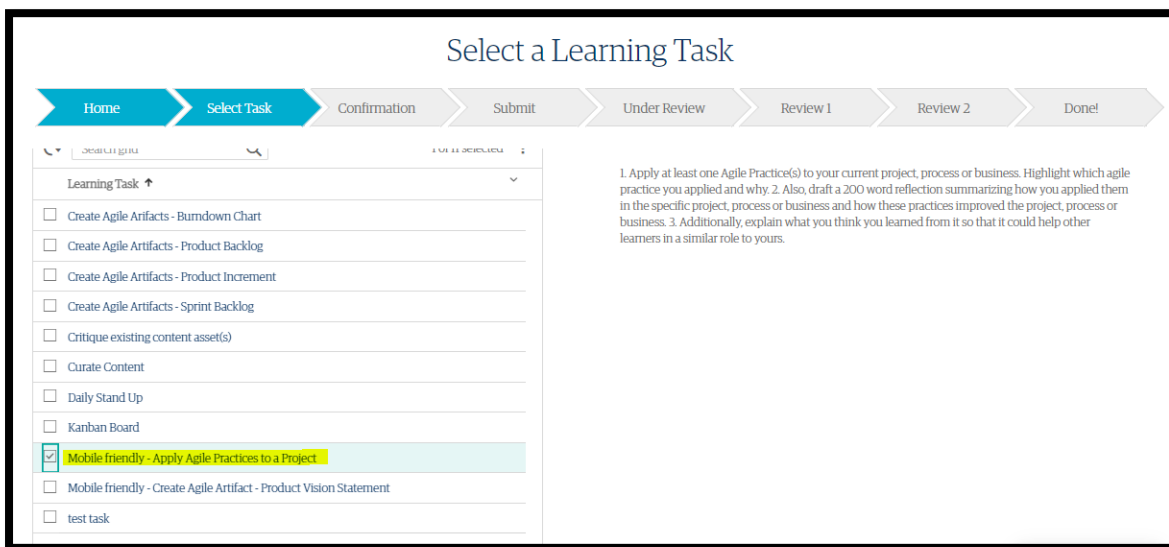 Select a Learning Task
Home
Select Task
Confirmation
Submit
Under Review
Review 1
Review 2
Done!
Search grid
1 of 11 selected
Learning Task
Create Agile Arifacts - Burndown Chart
Create Agile Artifacts - Product Backlog
Create Agile Artifacts - Product Increment
Create Agile Artifacts - Sprint Backlog
Critique existing content asset(s)
Curate Content
Daily Stand Up
Kanban Board
Mobile friendly - Apply Agile Practices to a Project
Mobile friendly - Create Agile Artifact - Product Vision Statement
test task
1. Apply at least one Agile Practice(s) to your current project, process or business. Highlight which agile
practice you applied and why. 2. Also, draft a 200 word reflection summarizing how you applied them
in the specific project, process or business and how these practices improved the project, process or
business. 3. Additionally, explain what you think you learned from it so that it could help other
learners in a similar role to yours.